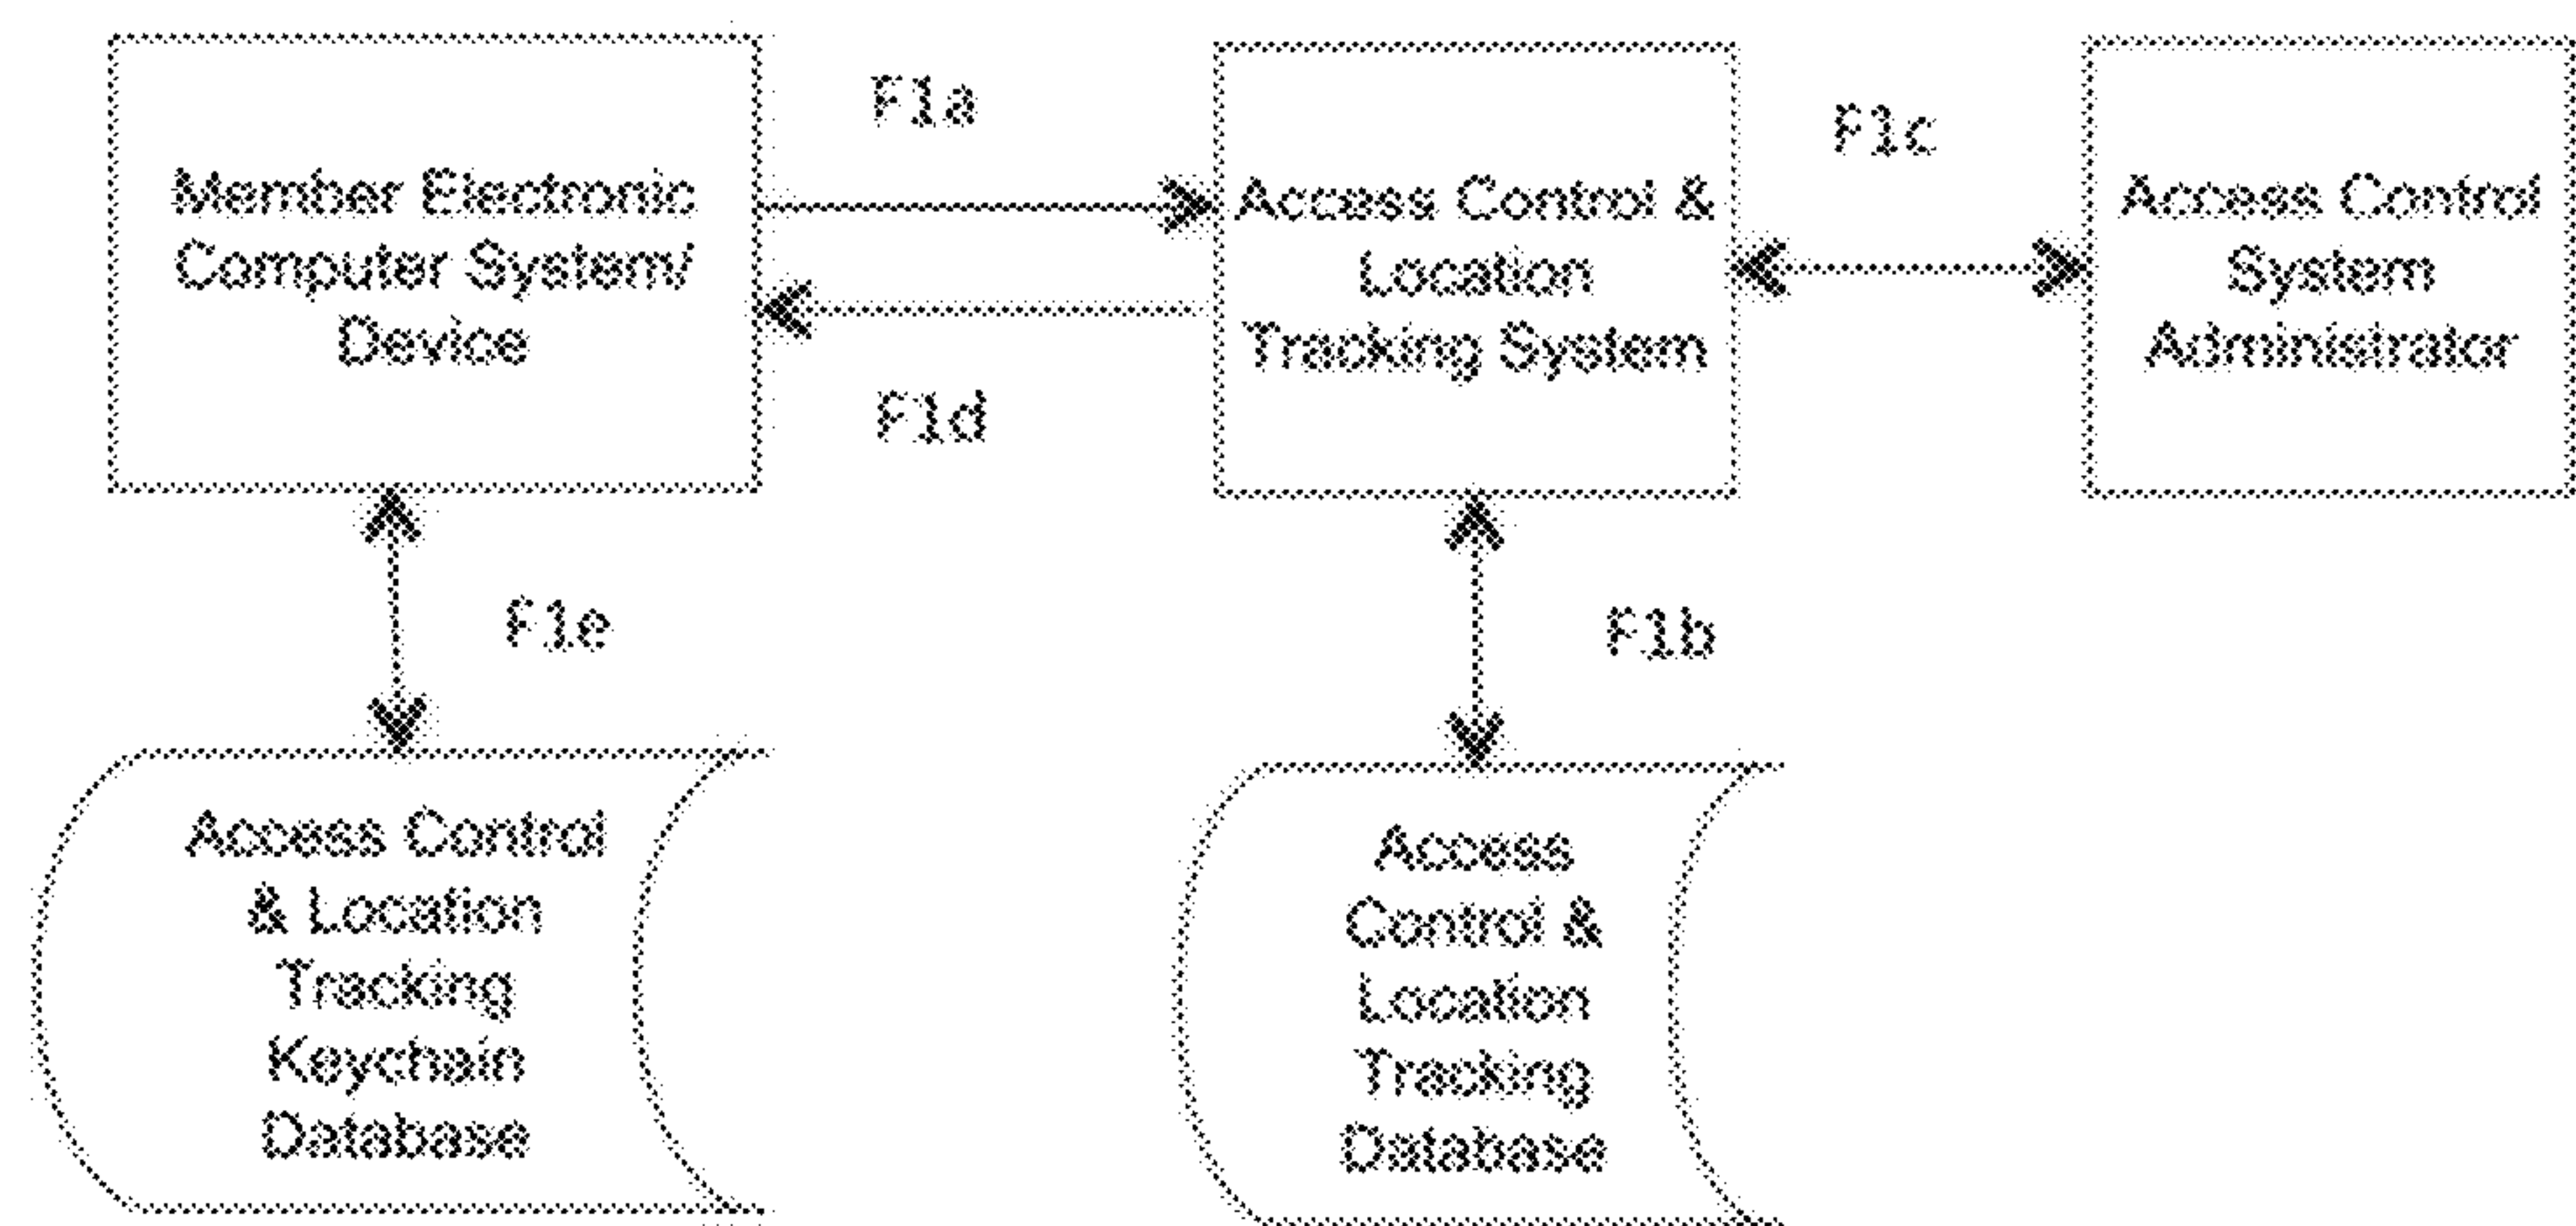 Member Electronic
Computer System/
Device
F1a
F1d
Access Control &
Location
Tracking System
F1c
Access Control
System
Administrator
F1e
F1b
Access Control
& Location
Tracking
Keychain
Database
Access
Control &
Location
Tracking
Database